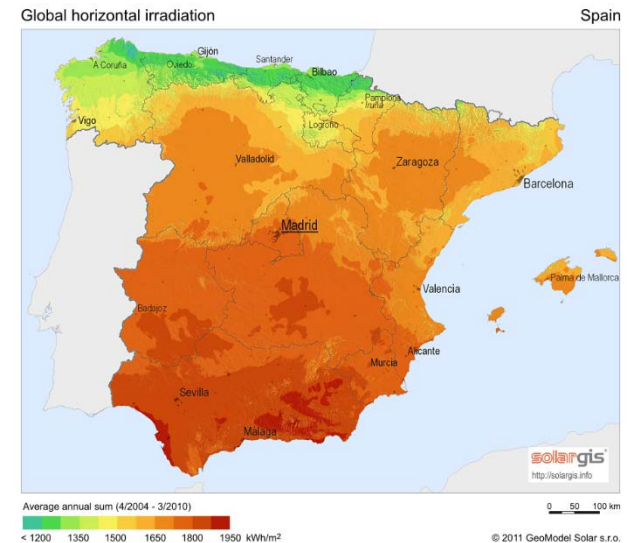 Global horizontal irradiation
Spain
Gijón
A Coruña
Oviedo
Santander
Bilbao
Pamplona
Iruña
Vigo
Logroño
Valladolid
Zaragoza
Barcelona
Madrid
Palma de Mallorca
Valencia
Badajoz
Alicante
Murcia
Sevilla
Málaga
solargis
http://solargis.info
Average annual sum (4/2004 - 3/2010)
0 50 100 km
< 1200 1350 1450 1500 1650 1800 1950 kWh/m²
© 2011 GeoModel Solar s.r.o.